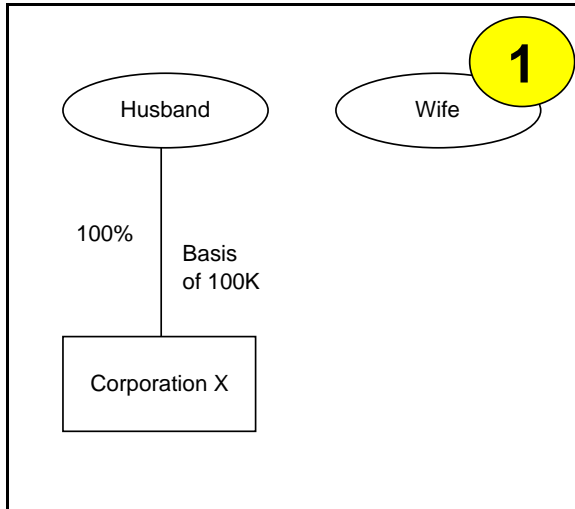 1
Husband
Wife
100%
Basis
of 100K
Corporation X